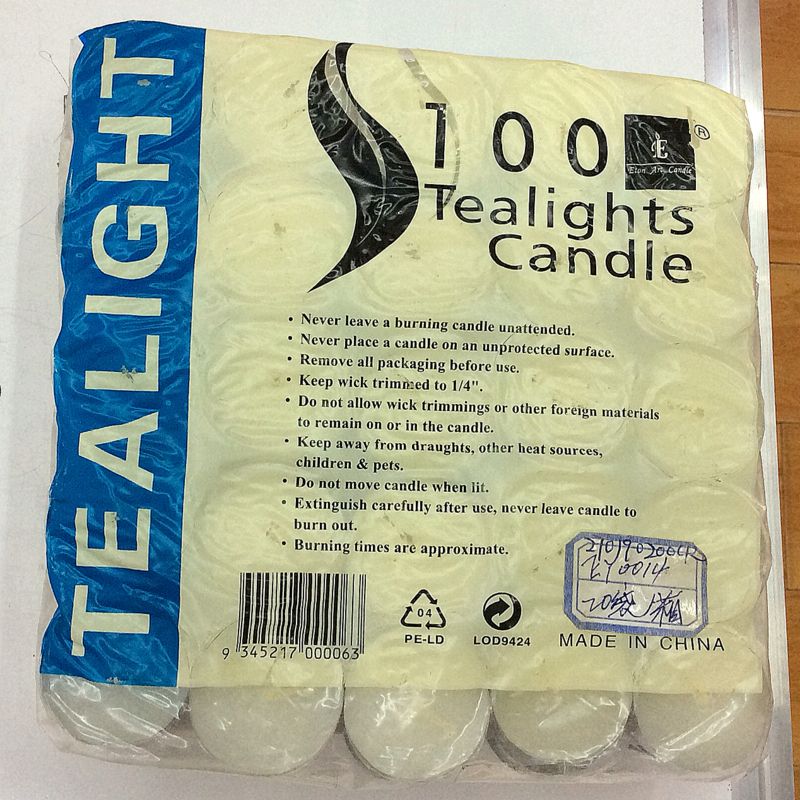 TEALIGHT
100
®
E
Eton Art Candle
Tealights
Candle
• Never leave a burning candle unattended.
• Never place a candle on an unprotected surface.
• Remove all packaging before use.
• Keep wick trimmed to 1/4".
• Do not allow wick trimmings or other foreign materials
to remain on or in the candle.
• Keep away from draughts, other heat sources,
children & pets.
• Do not move candle when lit.
• Extinguish carefully after use, never leave candle to
burn out.
• Burning times are approximate.
9 345217 000063
04
PE-LD
LOD9424
MADE IN CHINA